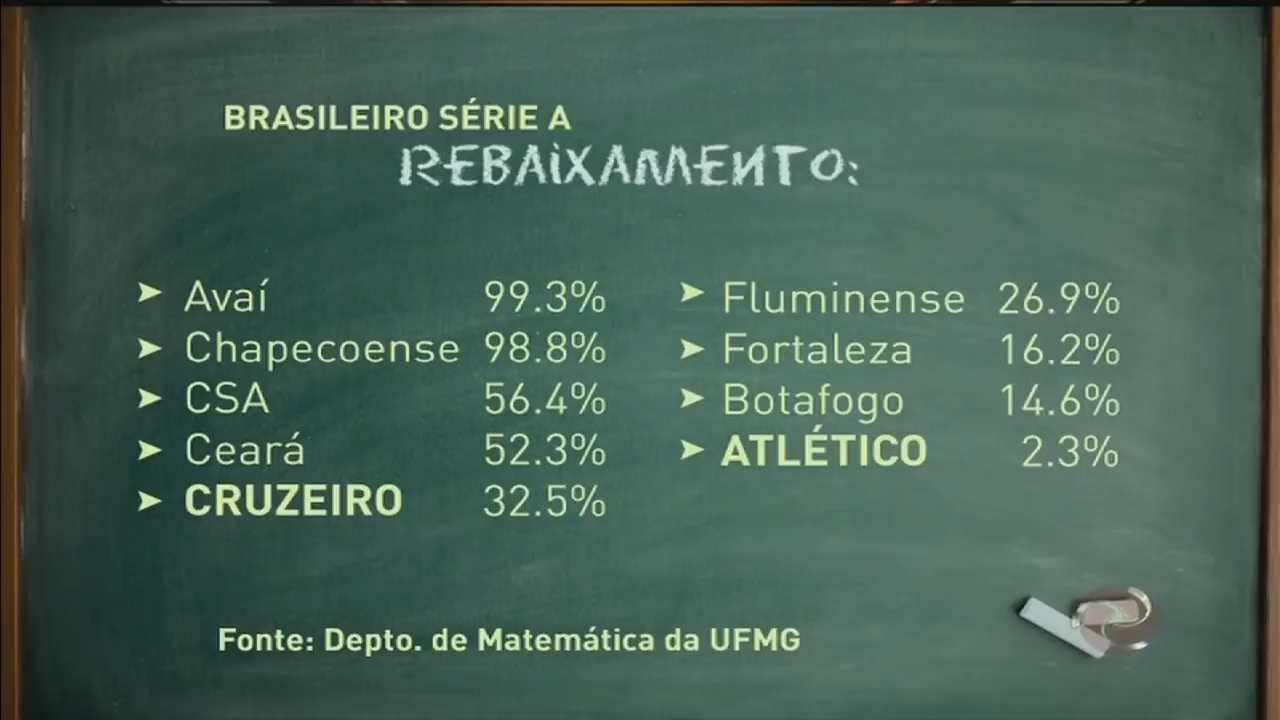 BRASILEIRO SÉRIE A
REBAIXAMENTO:
➤ Avaí 99.3%
➤ Chapecoense 98.8%
➤ CSA 56.4%
➤ Ceará 52.3%
➤ CRUZEIRO 32.5%
➤ Fluminense 26.9%
➤ Fortaleza 16.2%
➤ Botafogo 14.6%
➤ ATLÉTICO 2.3%
Fonte: Depto. de Matemática da UFMG